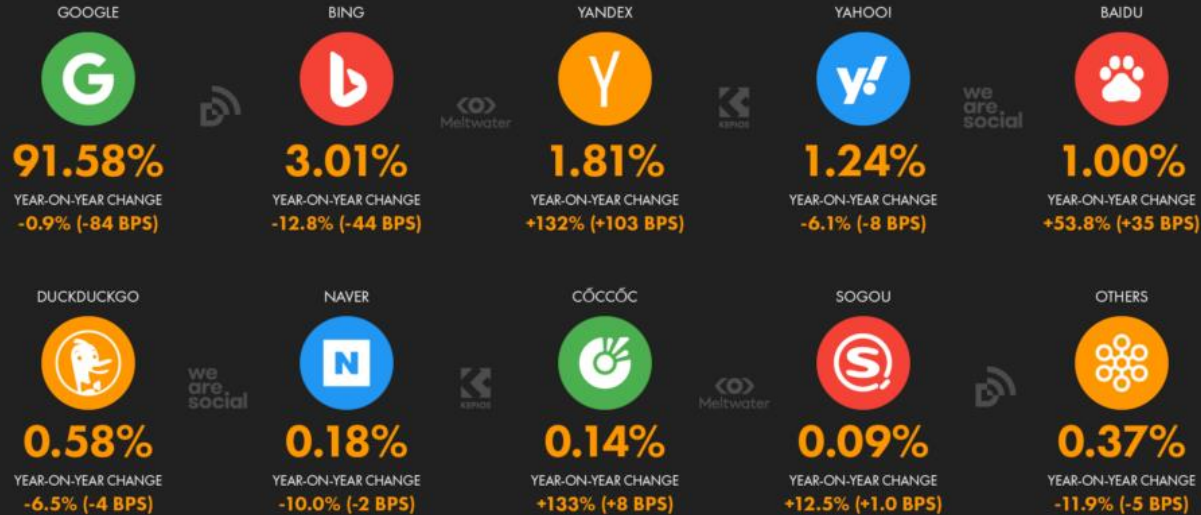 GOOGLE
BING
YANDEX
YAHOO!
BAIDU
91.58%
3.01%
1.81%
1.24%
1.00%
YEAR-ON-YEAR CHANGE
YEAR-ON-YEAR CHANGE
YEAR-ON-YEAR CHANGE
YEAR-ON-YEAR CHANGE
YEAR-ON-YEAR CHANGE
-0.9% (-84 BPS)
-12.8% (-44 BPS)
+132% (+103 BPS)
-6.1% (-8 BPS)
+53.8% (+35 BPS)
Meltwater
KEPIOS
we
are
social
DUCKDUCKGO
NAVER
CỐCCỐC
SOGOU
OTHERS
we
are
social
KEPIOS
Meltwater
0.58%
0.18%
0.14%
0.09%
0.37%
YEAR-ON-YEAR CHANGE
YEAR-ON-YEAR CHANGE
YEAR-ON-YEAR CHANGE
YEAR-ON-YEAR CHANGE
YEAR-ON-YEAR CHANGE
-6.5% (-4 BPS)
-10.0% (-2 BPS)
+133% (+8 BPS)
+12.5% (+1.0 BPS)
-11.9% (-5 BPS)